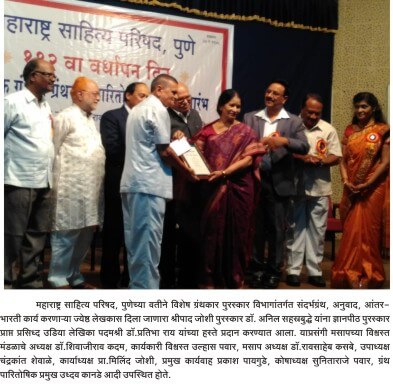 महाराष्ट्र साहित्य परिषद, पुणे
११२ वा वर्धापन दिन
महाराष्ट्र साहित्य परिषद, पुणेच्या वतीने विशेष ग्रंथकार पुरस्कार विभागांतर्गत संदर्भग्रंथ, अनुवाद, आंतर-
भारती कार्य करणाऱ्या ज्येष्ठ लेखकास दिला जाणारा श्रीपाद जोशी पुरस्कार डॉ. अनिल सहस्रबुद्धे यांना ज्ञानपीठ पुरस्कार
प्राप्त प्रसिध्द उडिया लेखिका पदमश्री डॉ.प्रतिभा राय यांच्या हस्ते प्रदान करण्यात आला. याप्रसंगी मसापच्या विश्वस्त
मंडळाचे अध्यक्ष डॉ.शिवाजीराव कदम, कार्यकारी विश्वस्त उल्हास पवार, मसाप अध्यक्ष डॉ.रावसाहेब कसबे, उपाध्यक्ष
चंद्रकांत शेवाळे, कार्याध्यक्ष प्रा.मिलिंद जोशी, प्रमुख कार्यवाह प्रकाश पायगुडे, कोषाध्यक्ष सुनिताराजे पवार, ग्रंथ
पारितोषिक प्रमुख उध्दव कानडे आदी उपस्थित होते.